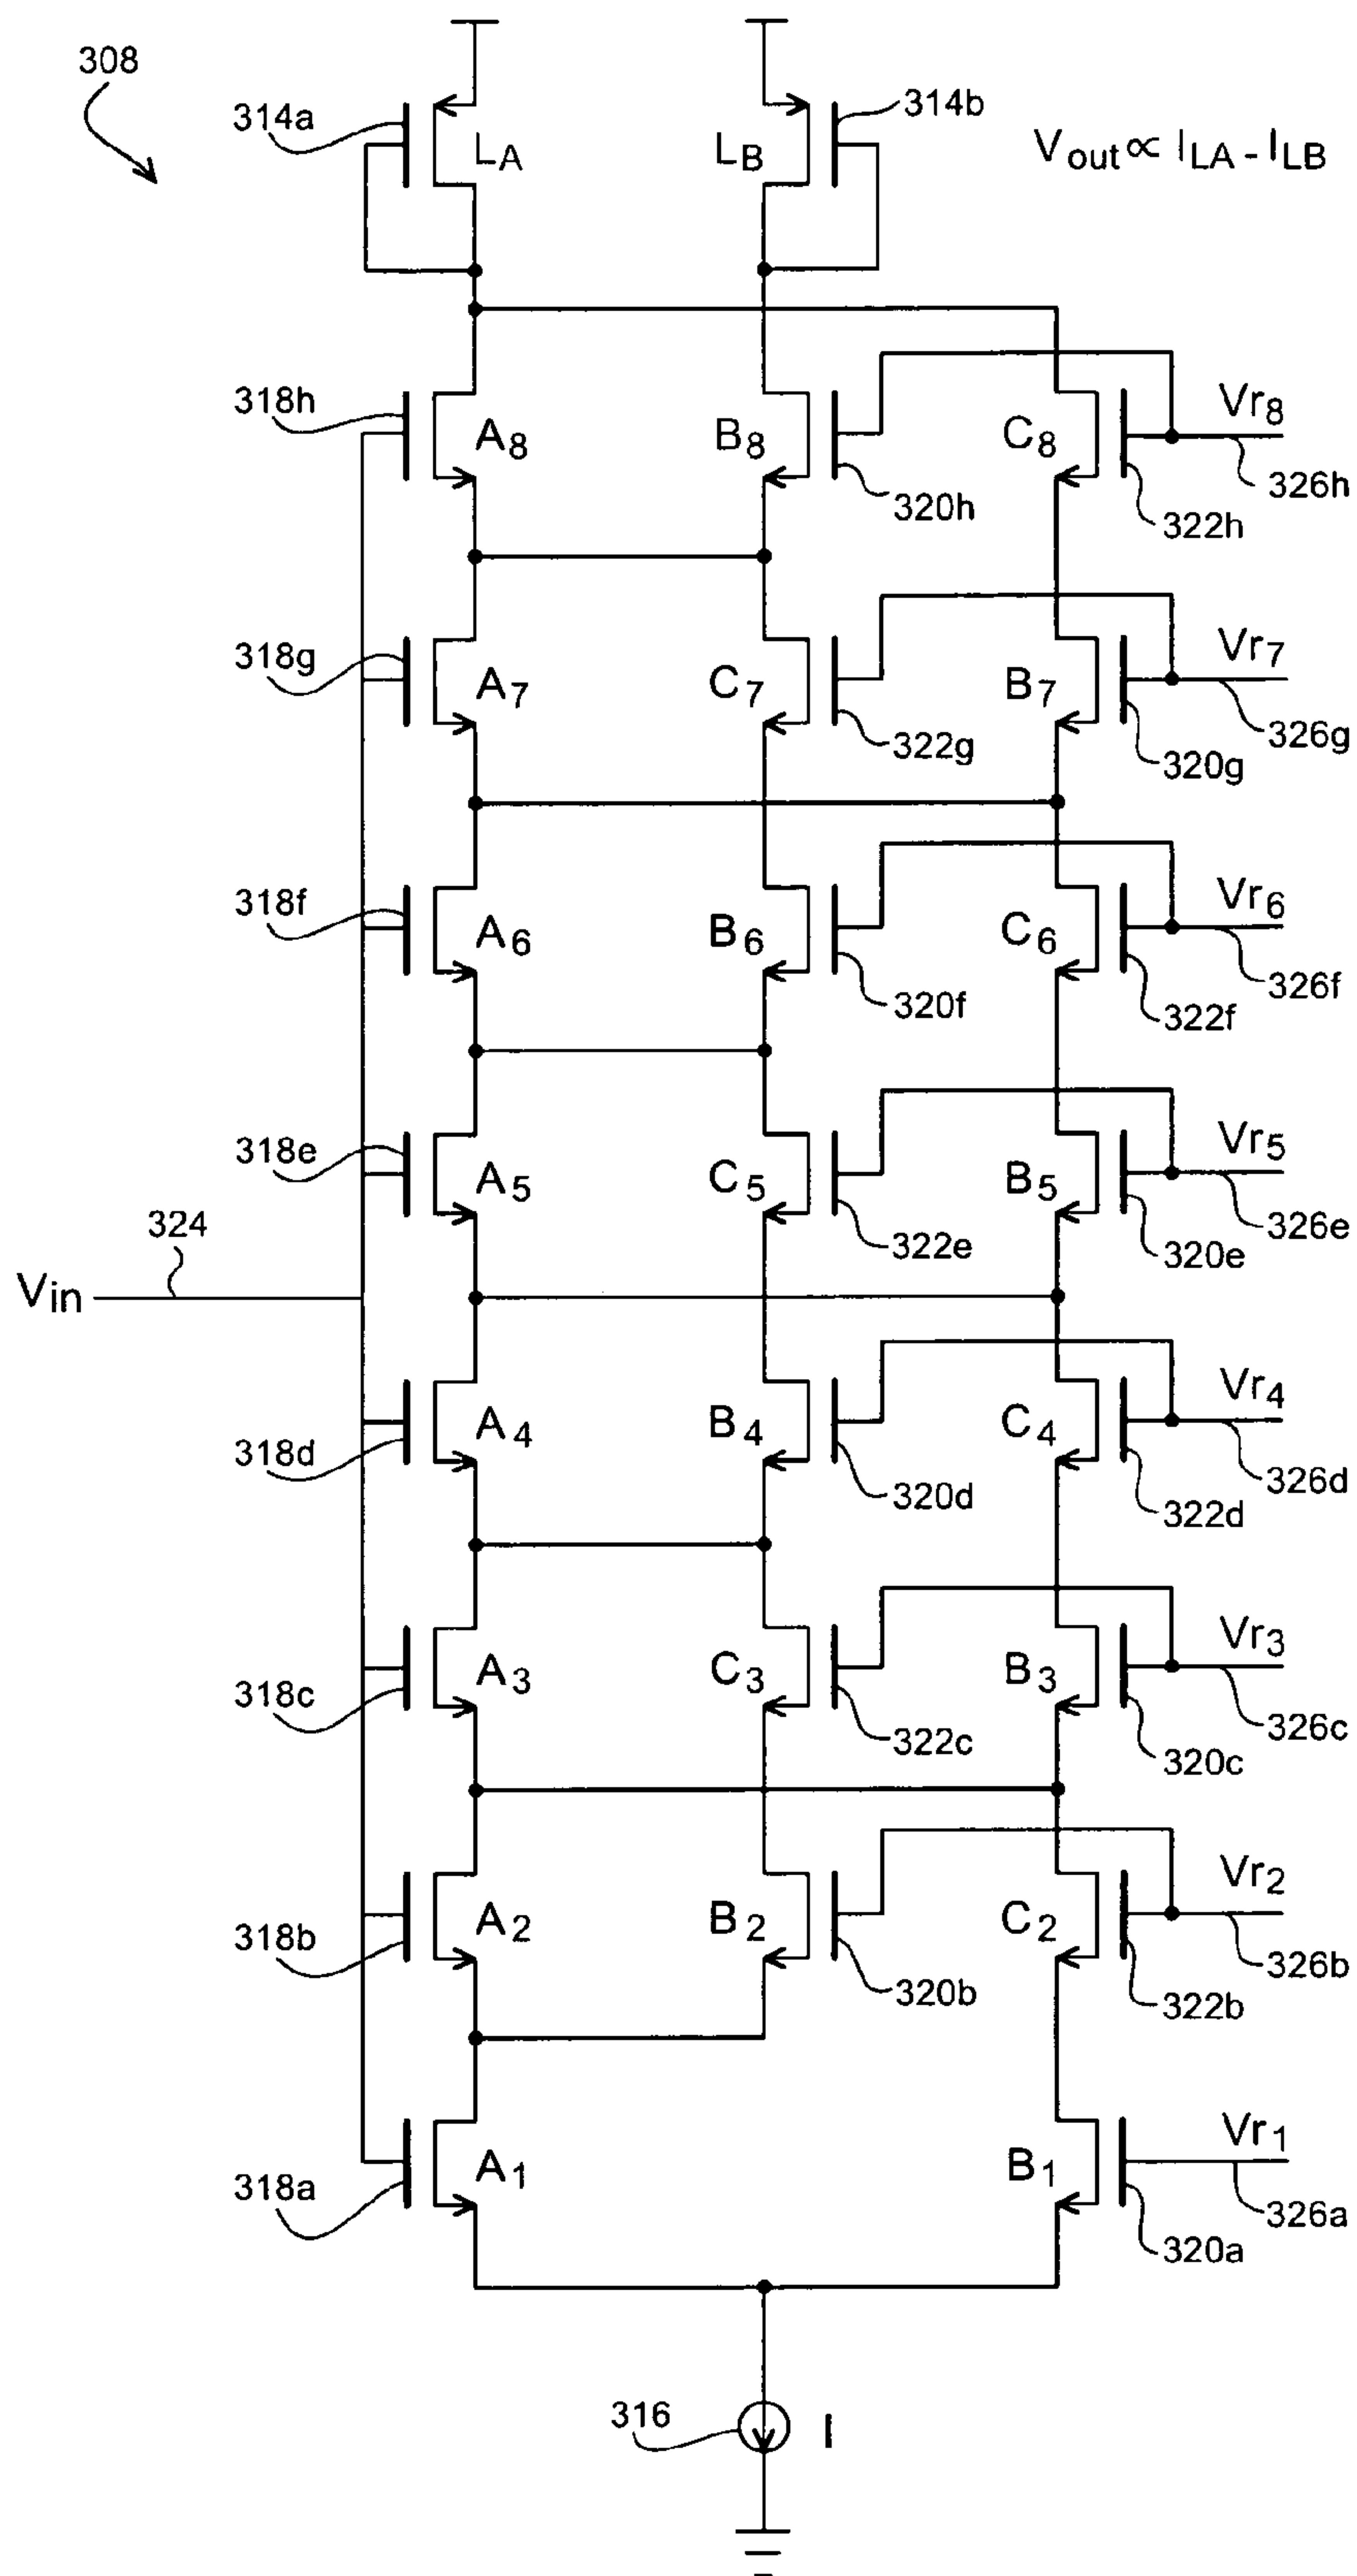 308
314a
L_A
L_B
314b
V_out ∝ I_LA - I_LB
318h
A_8
B_8
320h
C_8
322h
Vr_8
326h
318g
A_7
C_7
322g
B_7
320g
Vr_7
326g
318f
A_6
B_6
320f
C_6
322f
Vr_6
326f
318e
A_5
C_5
322e
B_5
320e
Vr_5
326e
324
Vin
318d
A_4
B_4
320d
C_4
322d
Vr_4
326d
318c
A_3
C_3
322c
B_3
320c
Vr_3
326c
318b
A_2
B_2
320b
C_2
322b
Vr_2
326b
318a
A_1
B_1
320a
Vr_1
326a
316
I